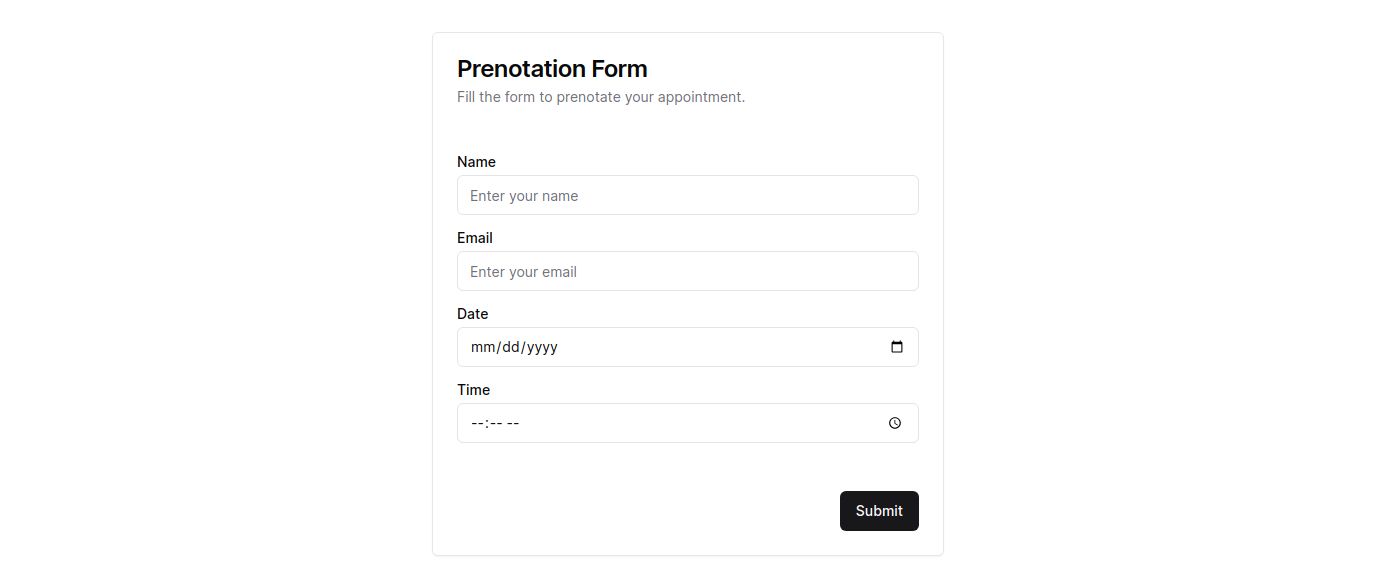 Prenotation Form
Fill the form to prenotate your appointment.
Name
Enter your name
Email
Enter your email
Date
mm/dd/yyyy
Time
--:-- --
Submit